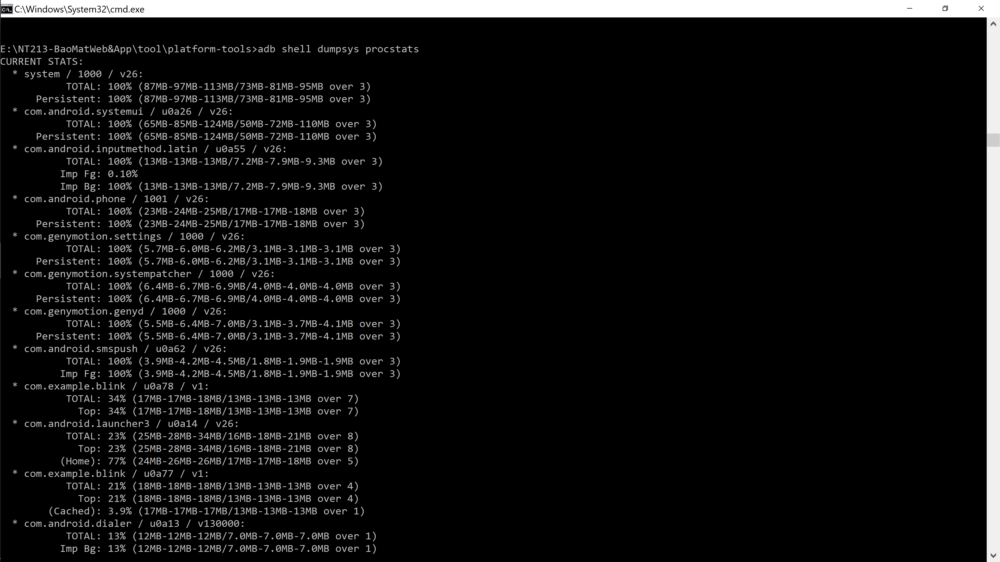 C:\Windows\System32\cmd.exe
E:\NT213-BaoMatWeb&App\tool\platform-tools>adb shell dumpsys procstats
CURRENT STATS:
  * system / 1000 / v26:
           TOTAL: 100% (87MB-97MB-113MB/73MB-81MB-95MB over 3)
      Persistent: 100% (87MB-97MB-113MB/73MB-81MB-95MB over 3)
  * com.android.systemui / u0a26 / v26:
           TOTAL: 100% (65MB-85MB-124MB/50MB-72MB-110MB over 3)
      Persistent: 100% (65MB-85MB-124MB/50MB-72MB-110MB over 3)
  * com.android.inputmethod.latin / u0a55 / v26:
           TOTAL: 100% (13MB-13MB-13MB/7.2MB-7.9MB-9.3MB over 3)
          Imp Fg: 0.10%
          Imp Bg: 100% (13MB-13MB-13MB/7.2MB-7.9MB-9.3MB over 3)
  * com.android.phone / 1001 / v26:
           TOTAL: 100% (23MB-24MB-25MB/17MB-17MB-18MB over 3)
      Persistent: 100% (23MB-24MB-25MB/17MB-17MB-18MB over 3)
  * com.genymotion.settings / 1000 / v26:
           TOTAL: 100% (5.7MB-6.0MB-6.2MB/3.1MB-3.1MB-3.1MB over 3)
      Persistent: 100% (5.7MB-6.0MB-6.2MB/3.1MB-3.1MB-3.1MB over 3)
  * com.genymotion.systempatcher / 1000 / v26:
           TOTAL: 100% (6.4MB-6.7MB-6.9MB/4.0MB-4.0MB-4.0MB over 3)
      Persistent: 100% (6.4MB-6.7MB-6.9MB/4.0MB-4.0MB-4.0MB over 3)
  * com.genymotion.genyd / 1000 / v26:
           TOTAL: 100% (5.5MB-6.4MB-7.0MB/3.1MB-3.7MB-4.1MB over 3)
      Persistent: 100% (5.5MB-6.4MB-7.0MB/3.1MB-3.7MB-4.1MB over 3)
  * com.android.smspush / u0a62 / v26:
           TOTAL: 100% (3.9MB-4.2MB-4.5MB/1.8MB-1.9MB-1.9MB over 3)
          Imp Fg: 100% (3.9MB-4.2MB-4.5MB/1.8MB-1.9MB-1.9MB over 3)
  * com.example.blink / u0a78 / v1:
           TOTAL: 34% (17MB-17MB-18MB/13MB-13MB-13MB over 7)
             Top: 34% (17MB-17MB-18MB/13MB-13MB-13MB over 7)
  * com.android.launcher3 / u0a14 / v26:
           TOTAL: 23% (25MB-28MB-34MB/16MB-18MB-21MB over 8)
             Top: 23% (25MB-28MB-34MB/16MB-18MB-21MB over 8)
          (Home): 77% (24MB-26MB-26MB/17MB-17MB-18MB over 5)
  * com.example.blink / u0a77 / v1:
           TOTAL: 21% (18MB-18MB-18MB/13MB-13MB-13MB over 4)
             Top: 21% (18MB-18MB-18MB/13MB-13MB-13MB over 4)
        (Cached): 3.9% (17MB-17MB-17MB/13MB-13MB-13MB over 1)
  * com.android.dialer / u0a13 / v130000:
           TOTAL: 13% (12MB-12MB-12MB/7.0MB-7.0MB-7.0MB over 1)
          Imp Bg: 13% (12MB-12MB-12MB/7.0MB-7.0MB-7.0MB over 1)